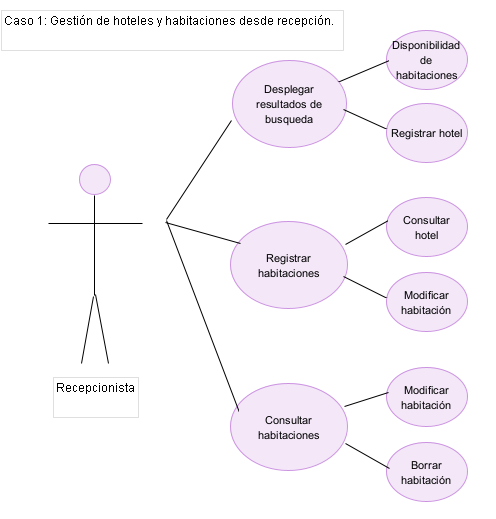 Caso 1: Gestión de hoteles y habitaciones desde recepción.
Disponibilidad
de
habitaciones
Desplegar
resultados de
busqueda
Registrar hotel
Consultar
hotel
Registrar
habitaciones
Modificar
habitación
Recepcionista
Modificar
habitación
Consultar
habitaciones
Borrar
habitación